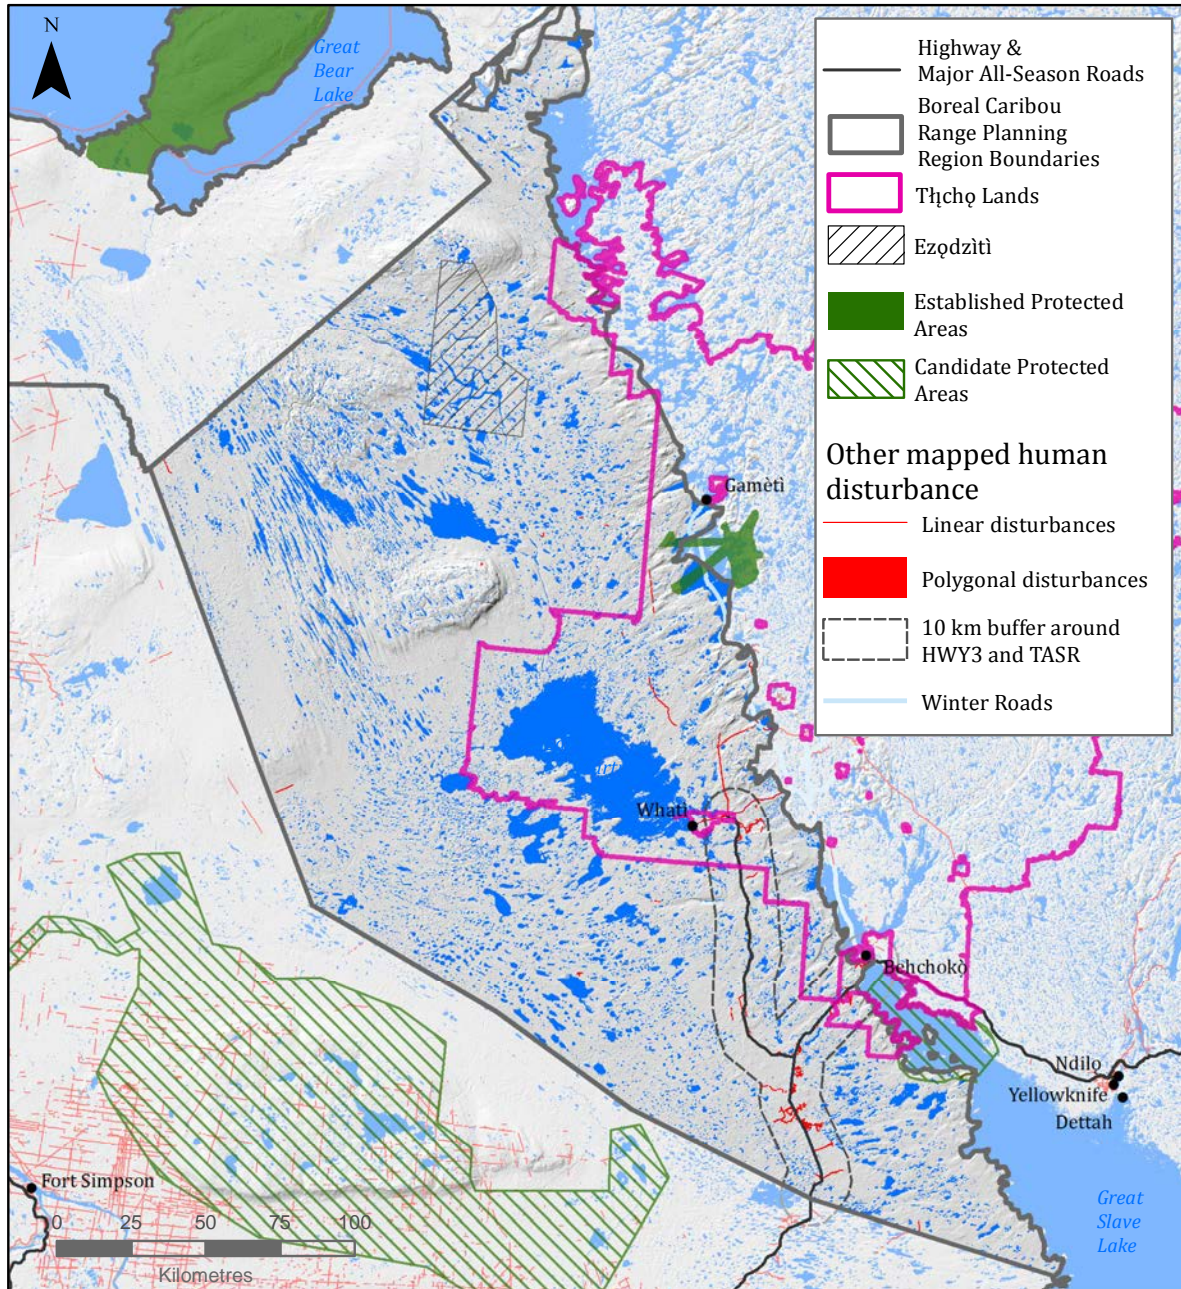 N
Great
Bear
Lake
Highway &
Major All-Season Roads
Boreal Caribou
Range Planning
Region Boundaries
Tłı̨chǫ Lands
Ezǫdzìtì
Established Protected
Areas
Candidate Protected
Areas
Other mapped human
disturbance
Linear disturbances
Polygonal disturbances
10 km buffer around
HWY3 and TASR
Winter Roads
Gamètì
Whatì
Behchokǫ̀
Ndilo
Yellowknife
Dettah
Fort Simpson
0 25 50 75 100
Kilometres
Great
Slave
Lake